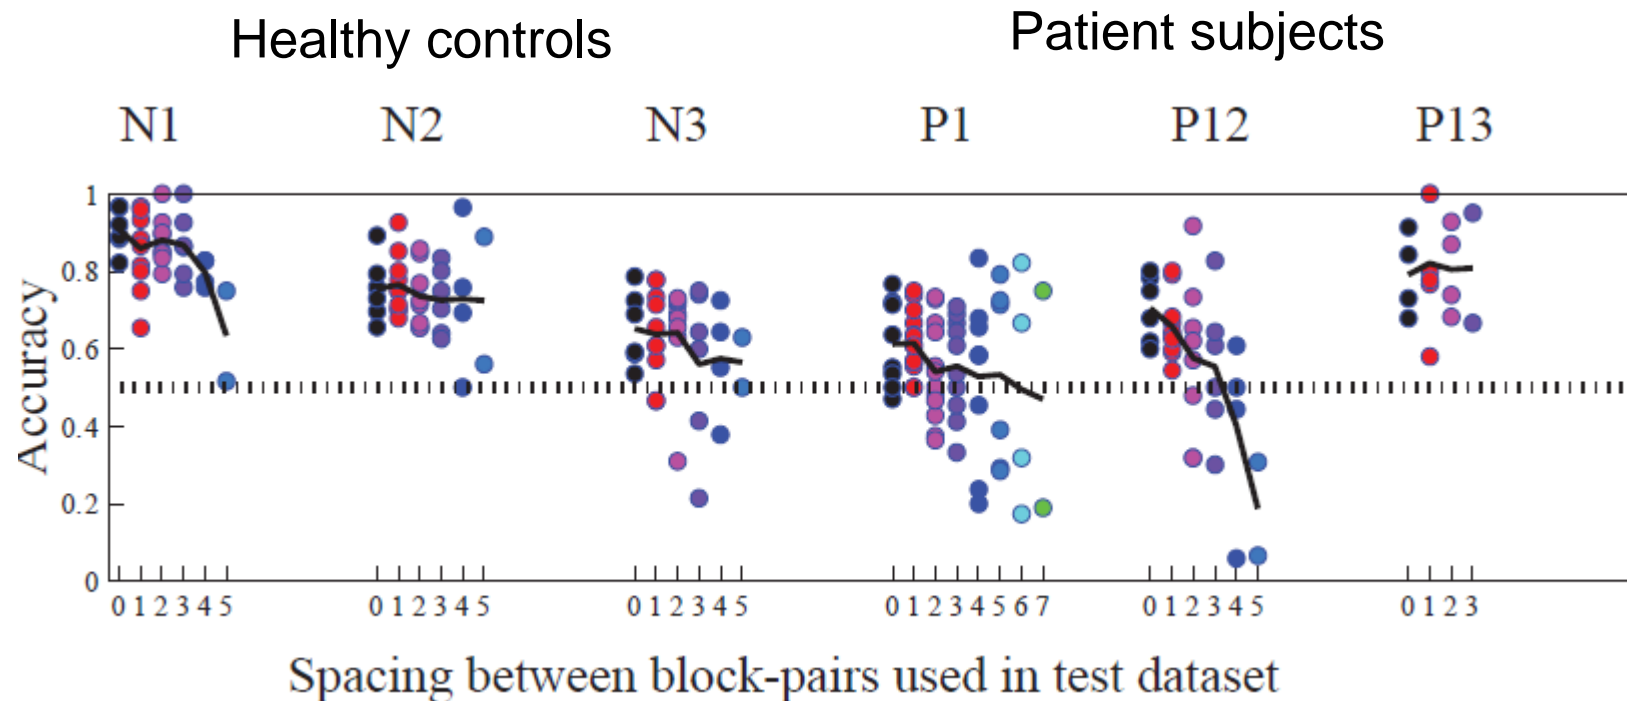 Healthy controls Patient subjects
N1 N2 N3 P1 P12 P13
1
0.8
0.6
0.4
0.2
0
Accuracy
0 1 2 3 4 5 0 1 2 3 4 5 0 1 2 3 4 5 0 1 2 3 4 5 6 7 0 1 2 3 4 5 0 1 2 3
Spacing between block-pairs used in test dataset